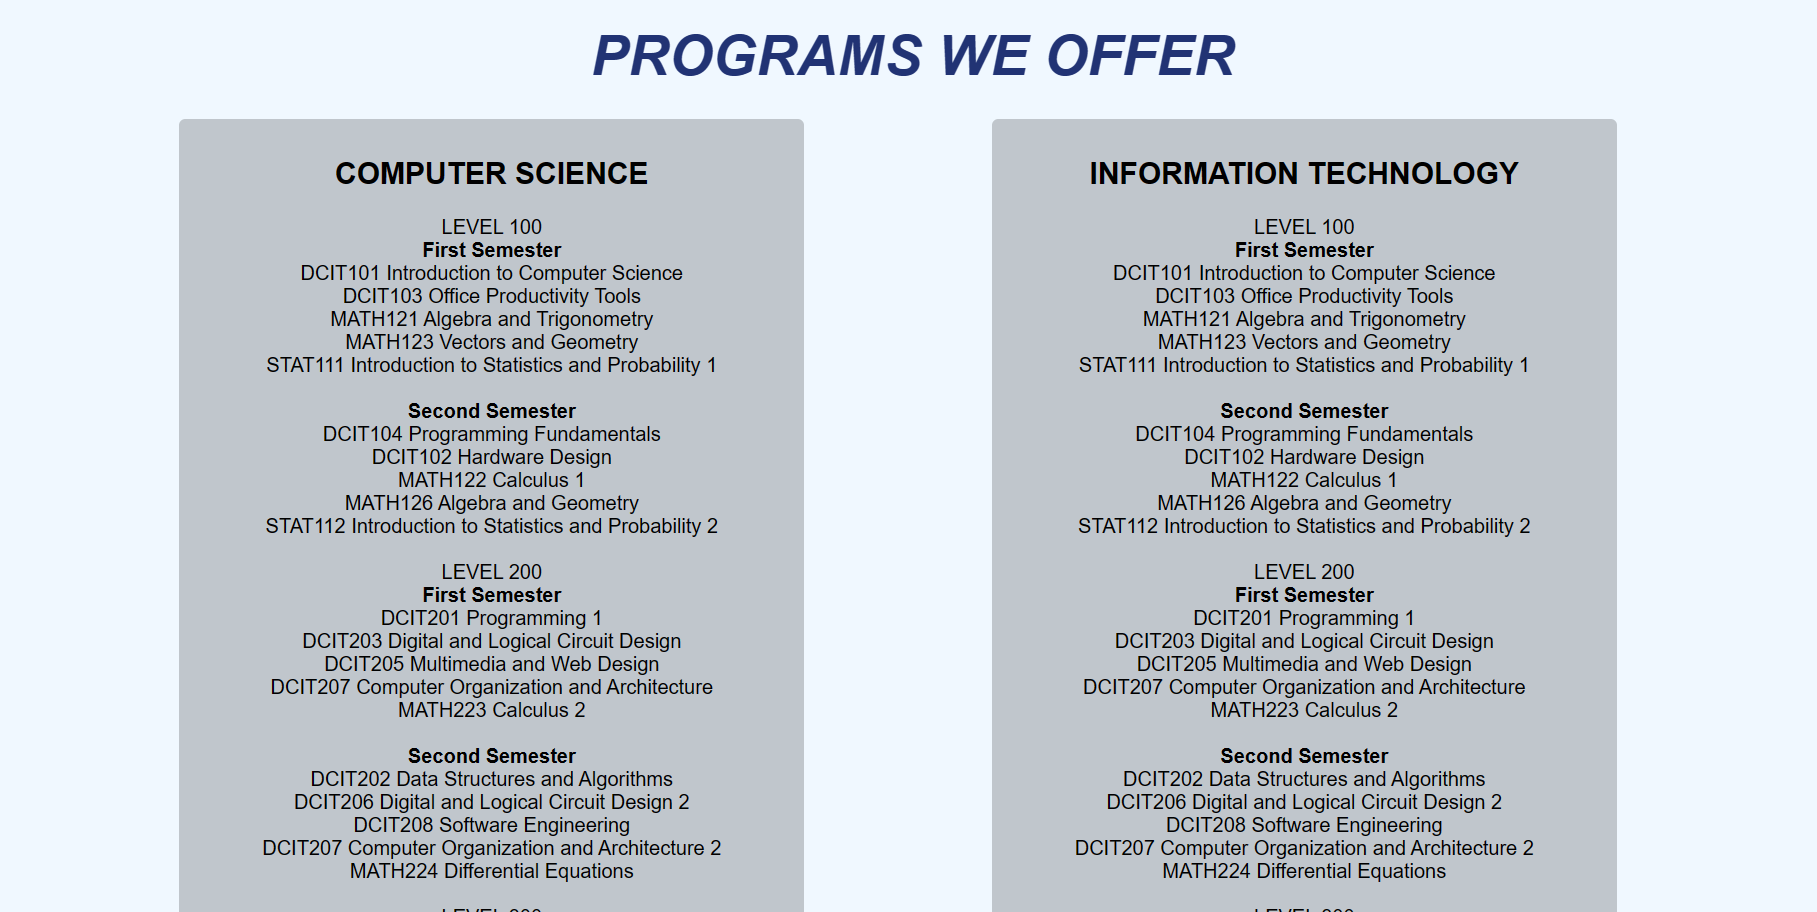 PROGRAMS WE OFFER
COMPUTER SCIENCE
LEVEL 100
First Semester
DCIT101 Introduction to Computer Science
DCIT103 Office Productivity Tools
MATH121 Algebra and Trigonometry
MATH123 Vectors and Geometry
STAT111 Introduction to Statistics and Probability 1
Second Semester
DCIT104 Programming Fundamentals
DCIT102 Hardware Design
MATH122 Calculus 1
MATH126 Algebra and Geometry
STAT112 Introduction to Statistics and Probability 2
LEVEL 200
First Semester
DCIT201 Programming 1
DCIT203 Digital and Logical Circuit Design
DCIT205 Multimedia and Web Design
DCIT207 Computer Organization and Architecture
MATH223 Calculus 2
Second Semester
DCIT202 Data Structures and Algorithms
DCIT206 Digital and Logical Circuit Design 2
DCIT208 Software Engineering
DCIT207 Computer Organization and Architecture 2
MATH224 Differential Equations
INFORMATION TECHNOLOGY
LEVEL 100
First Semester
DCIT101 Introduction to Computer Science
DCIT103 Office Productivity Tools
MATH121 Algebra and Trigonometry
MATH123 Vectors and Geometry
STAT111 Introduction to Statistics and Probability 1
Second Semester
DCIT104 Programming Fundamentals
DCIT102 Hardware Design
MATH122 Calculus 1
MATH126 Algebra and Geometry
STAT112 Introduction to Statistics and Probability 2
LEVEL 200
First Semester
DCIT201 Programming 1
DCIT203 Digital and Logical Circuit Design
DCIT205 Multimedia and Web Design
DCIT207 Computer Organization and Architecture
MATH223 Calculus 2
Second Semester
DCIT202 Data Structures and Algorithms
DCIT206 Digital and Logical Circuit Design 2
DCIT208 Software Engineering
DCIT207 Computer Organization and Architecture 2
MATH224 Differential Equations